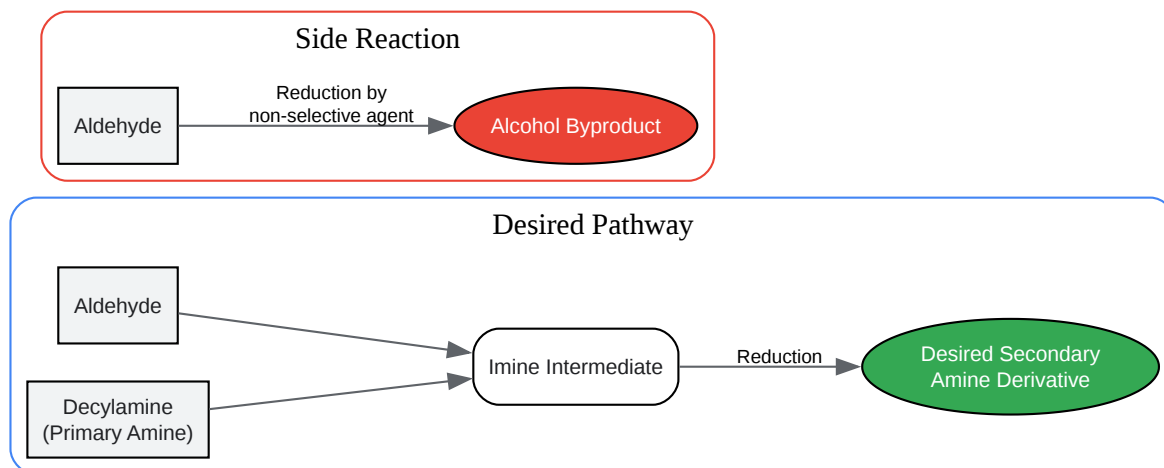 Side Reaction
Aldehyde
Reduction by
non-selective agent
Alcohol Byproduct
Desired Pathway
Aldehyde
Decylamine
(Primary Amine)
Imine Intermediate
Reduction
Desired Secondary
Amine Derivative